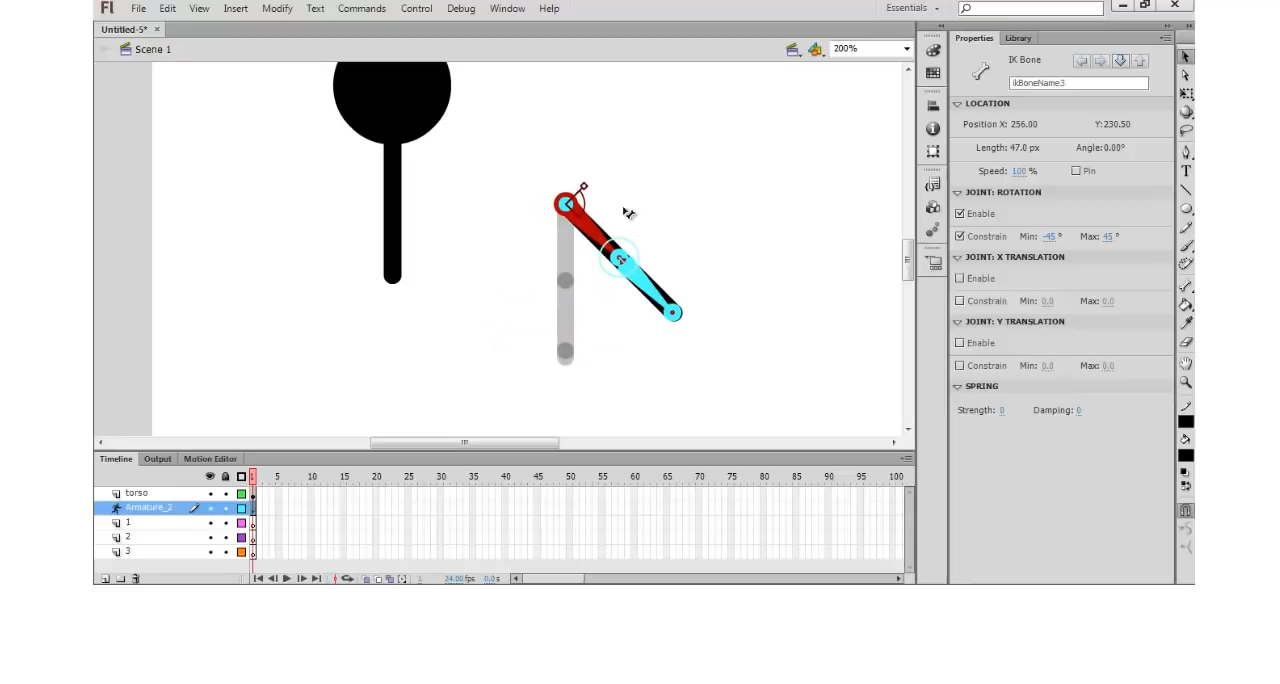 Fl File Edit View Insert Modify Text Commands Control Debug Window Help Essentials
Untitled-5* ×
Scene 1 200%
Properties Library
IK Bone
ikBoneName3
LOCATION
Position X: 256.00 Y: 230.50
Length: 47.0 px Angle: 0.00°
Speed: 100 % Pin
JOINT: ROTATION
Enable
Constrain Min: -45 ° Max: 45 °
JOINT: X TRANSLATION
Enable
Constrain Min: 0.0 Max: 0.0
JOINT: Y TRANSLATION
Enable
Constrain Min: 0.0 Max: 0.0
SPRING
Strength: 0 Damping: 0
Timeline Output Motion Editor
1 5 10 15 20 25 30 35 40 45 50 55 60 65 70 75 80 85 90 95 100
torso
Armature_2
1
2
3
1 24.00 fps 0.0 s